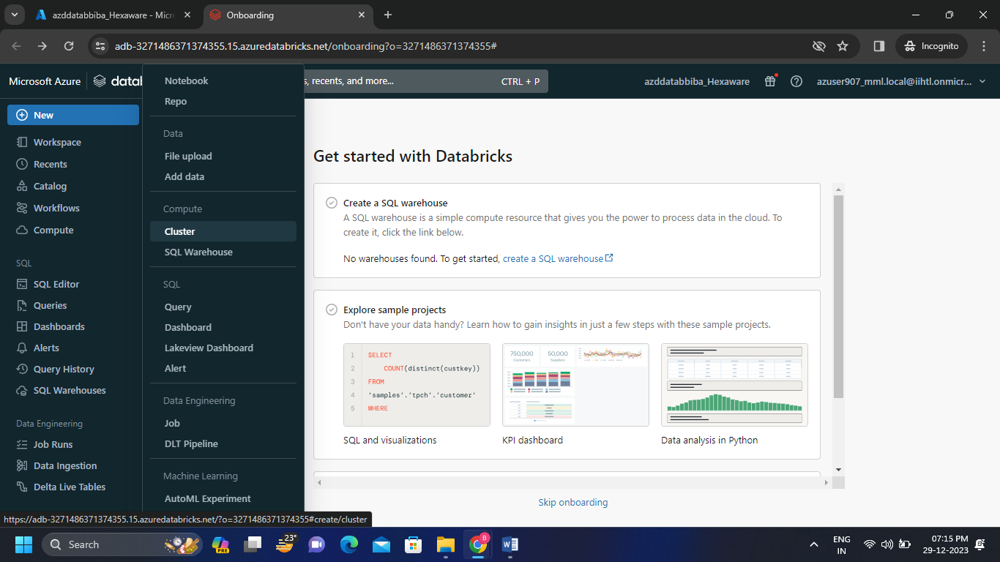 azddatabbiba_Hexaware - Micr
Onboarding
adb-3271486371374355.15.azuredatabricks.net/onboarding?o=3271486371374355#
Incognito
Microsoft Azure
datal
s, recents, and more...
CTRL + P
azddatabbiba_Hexaware
azuser907_mml.local@iihtl.onmicr...
New
Workspace
Recents
Catalog
Workflows
Compute
SQL
SQL Editor
Queries
Dashboards
Alerts
Query History
SQL Warehouses
Data Engineering
Job Runs
Data Ingestion
Delta Live Tables
Notebook
Repo
Data
File upload
Add data
Compute
Cluster
SQL Warehouse
SQL
Query
Dashboard
Lakeview Dashboard
Alert
Data Engineering
Job
DLT Pipeline
Machine Learning
AutoML Experiment
Get started with Databricks
Create a SQL warehouse
A SQL warehouse is a simple compute resource that gives you the power to process data in the cloud. To
create it, click the link below.
No warehouses found. To get started, create a SQL warehouse
Explore sample projects
Don't have your data handy? Learn how to gain insights in just a few steps with these sample projects.
1 SELECT
2 COUNT(distinct(custkey))
3 FROM
4 ‘samples’.‘tpch’.‘customer’
5 WHERE
750,000 50,000
Customers Suppliers
SQL and visualizations
KPI dashboard
Data analysis in Python
Skip onboarding
https://adb-3271486371374355.15.azuredatabricks.net/?o=3271486371374355#create/cluster
Search
PRE
23°
8
ENG
IN
07:15 PM
29-12-2023